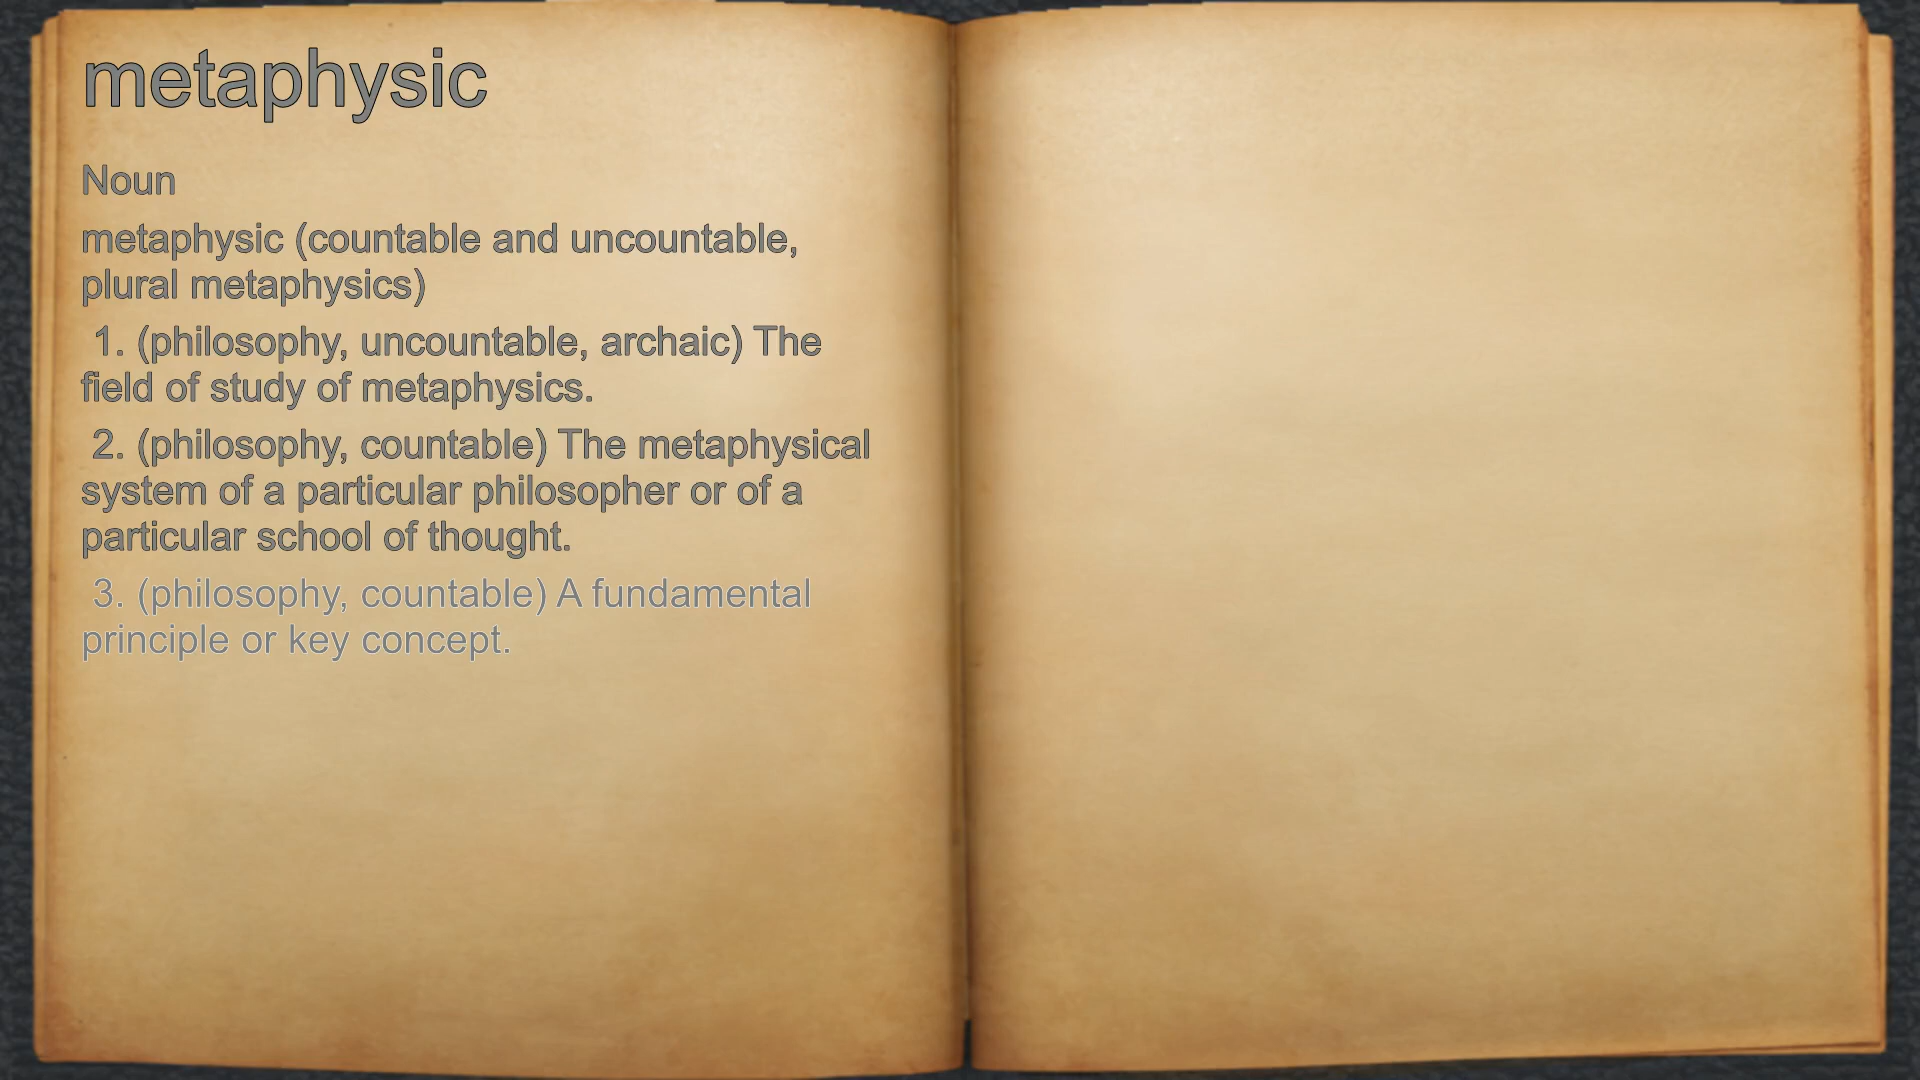 metaphysic
Noun
metaphysic (countable and uncountable,
plural metaphysics)
1. (philosophy, uncountable, archaic) The
field of study of metaphysics.
2. (philosophy, countable) The metaphysical
system of a particular philosopher or of a
particular school of thought.
3. (philosophy, countable) A fundamental
principle or key concept.